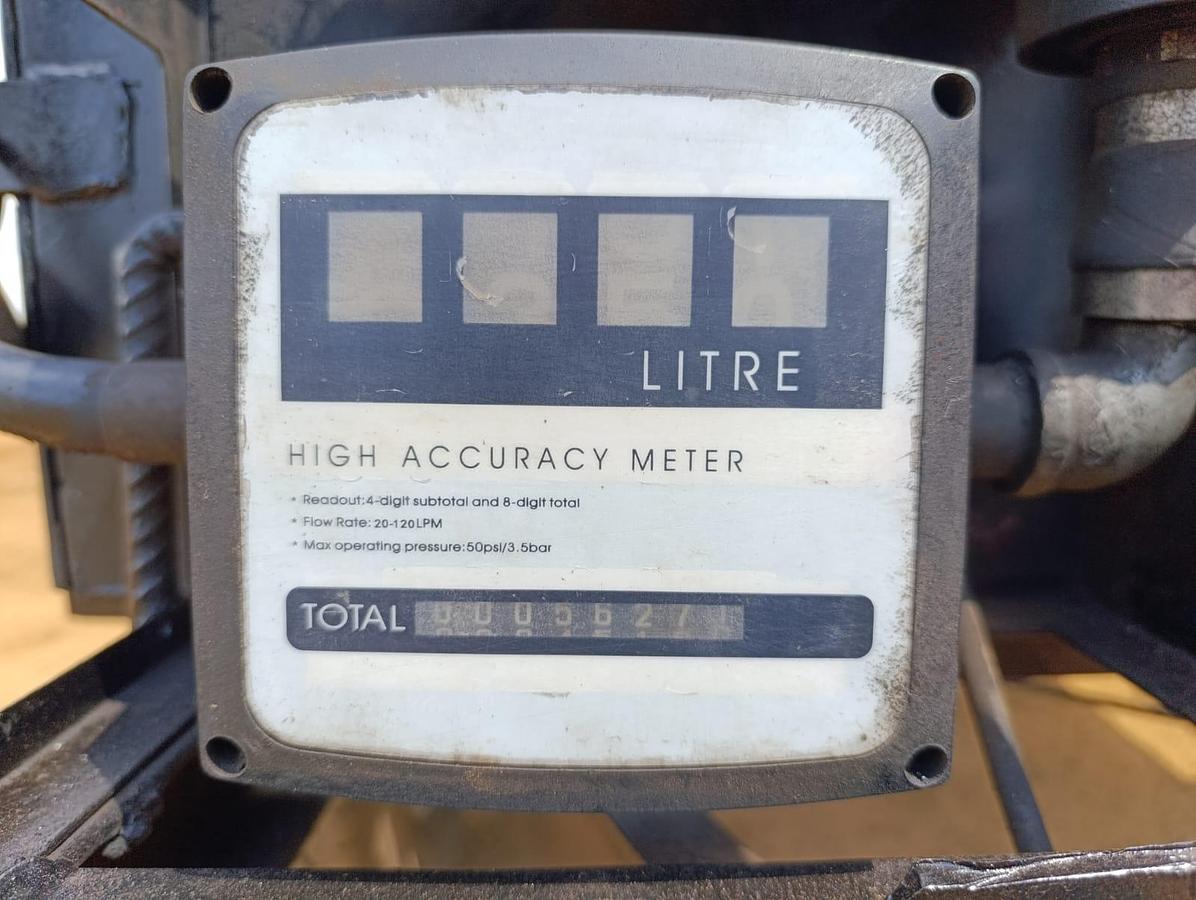 LITRE
HIGH ACCURACY METER
* Readout:4-digit subtotal and 8-digit total
* Flow Rate: 20-120LPM
* Max operating pressure:50psi/3.5bar
TOTAL 00056271